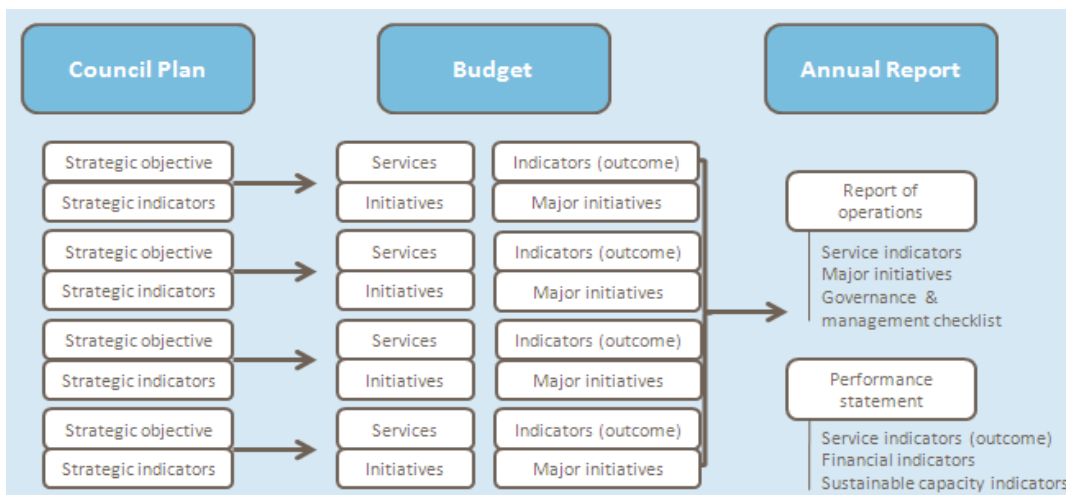 Council Plan
Budget
Annual Report
Strategic objective
Strategic indicators
Services
Initiatives
Indicators (outcome)
Major initiatives
Strategic objective
Strategic indicators
Services
Initiatives
Indicators (outcome)
Major initiatives
Strategic objective
Strategic indicators
Services
Initiatives
Indicators (outcome)
Major initiatives
Strategic objective
Strategic indicators
Services
Initiatives
Indicators (outcome)
Major initiatives
Report of
operations
Service indicators
Major initiatives
Governance &
management checklist
Performance
statement
Service indicators (outcome)
Financial indicators
Sustainable capacity indicators